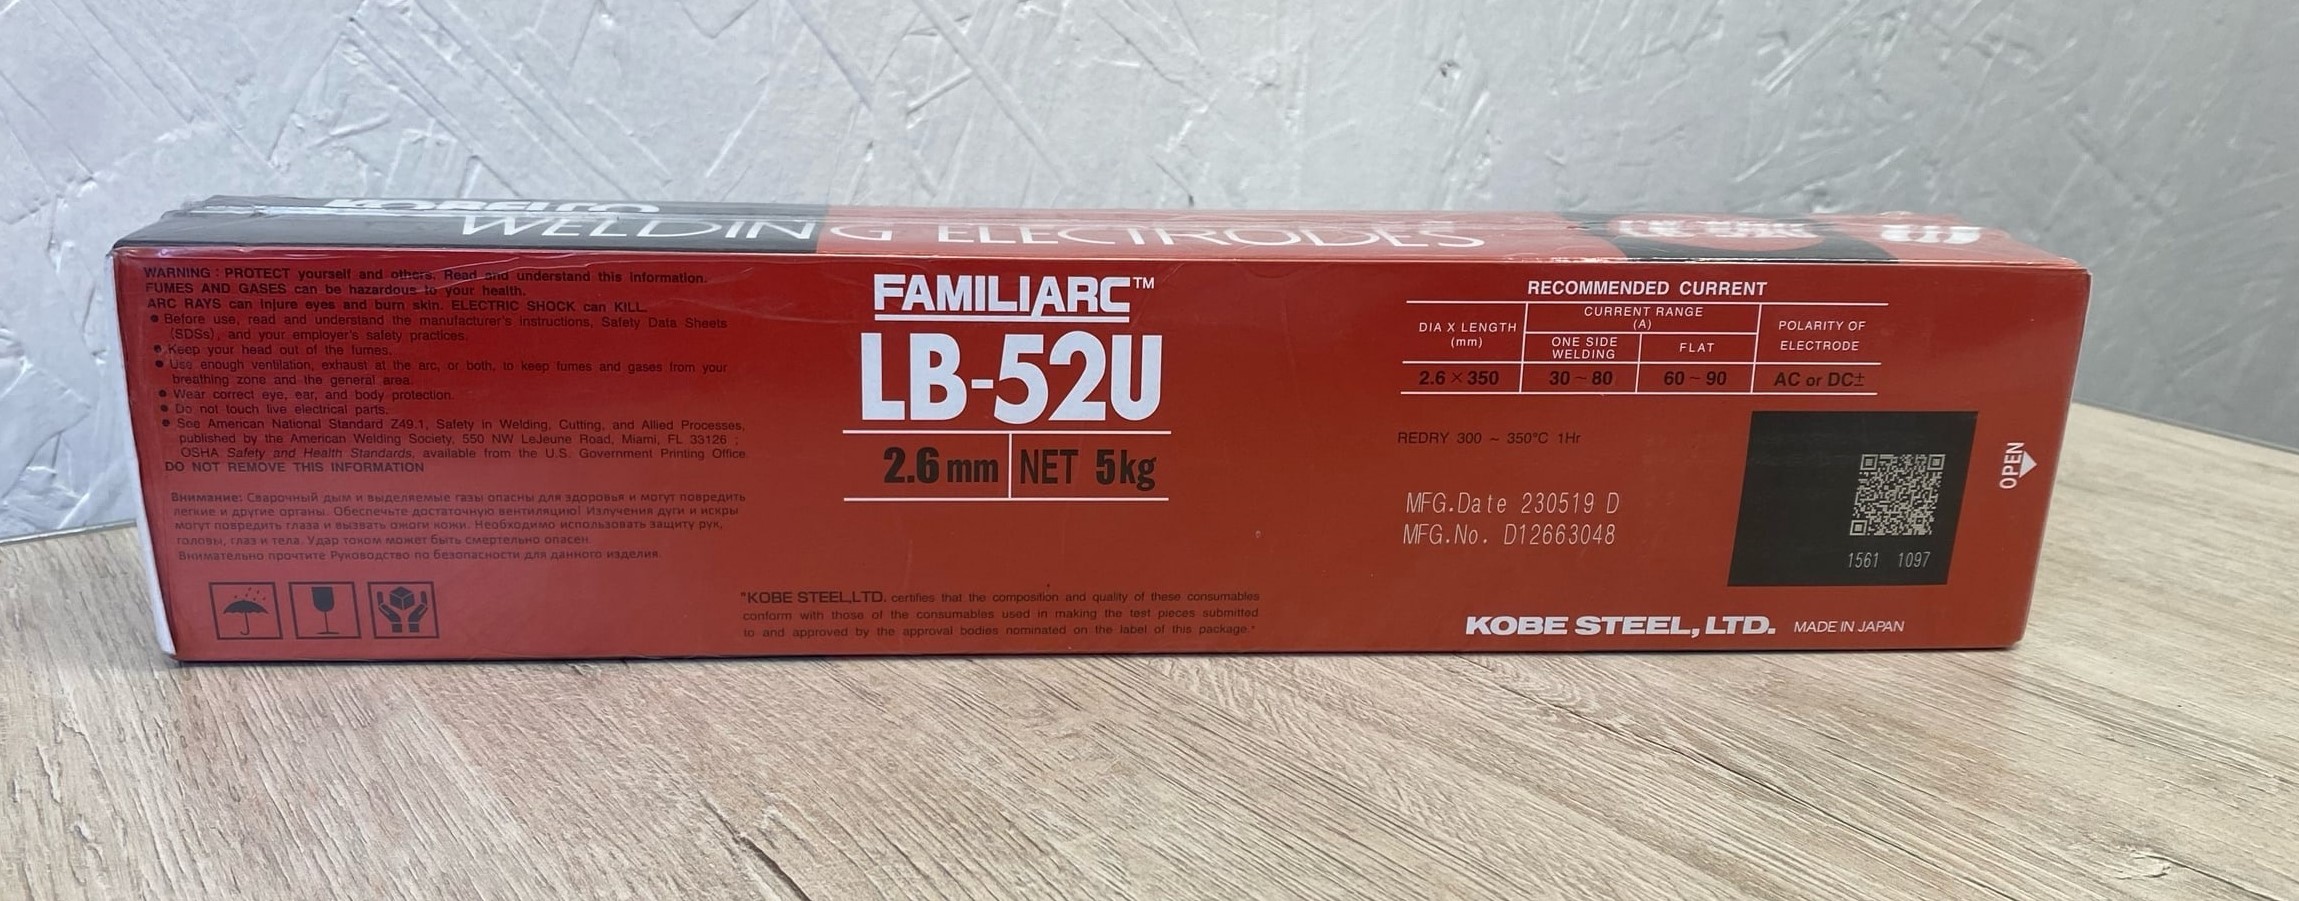 KOBELCO
WELDING ELECTRODES
WARNING : PROTECT yourself and others. Read and understand this information.
FUMES AND GASES can be hazardous to your health.
ARC RAYS can injure eyes and burn skin. ELECTRIC SHOCK can KILL.
● Before use, read and understand the manufacturer's instructions, Safety Data Sheets
(SDSs), and your employer's safety practices.
● Keep your head out of the fumes.
● Use enough ventilation, exhaust at the arc, or both, to keep fumes and gases from your
breathing zone and the general area.
● Wear correct eye, ear, and body protection.
● Do not touch live electrical parts.
● See American National Standard Z49.1, Safety in Welding, Cutting, and Allied Processes,
published by the American Welding Society, 550 NW LeJeune Road, Miami, FL 33126 ;
OSHA Safety and Health Standards, available from the U.S. Government Printing Office
DO NOT REMOVE THIS INFORMATION
Внимание: Сварочный дым и выделяемые газы опасны для здоровья и могут повредить
легкие и другие органы. Обеспечьте достаточную вентиляцию! Излучения дуги и искры
могут повредить глаза и вызвать ожоги кожи. Необходимо использовать защиту рук,
головы, глаз и тела. Удар током может быть смертельно опасен.
Внимательно прочтите Руководство по безопасности для данного изделия.
FAMILIARC™
LB-52U
2.6 mm NET 5kg
"KOBE STEEL,LTD. certifies that the composition and quality of these consumables
conform with those of the consumables used in making the test pieces submitted
to and approved by the approval bodies nominated on the label of this package."
RECOMMENDED CURRENT
DIA X LENGTH
(mm)
CURRENT RANGE
(A)
ONE SIDE
WELDING
FLAT
POLARITY OF
ELECTRODE
2.6 × 350 30 ~ 80 60 ~ 90 AC or DC±
REDRY 300 ~ 350°C 1Hr
MFG.Date 230519 D
MFG.No. D12663048
1561 1097
OPEN
KOBE STEEL, LTD. MADE IN JAPAN